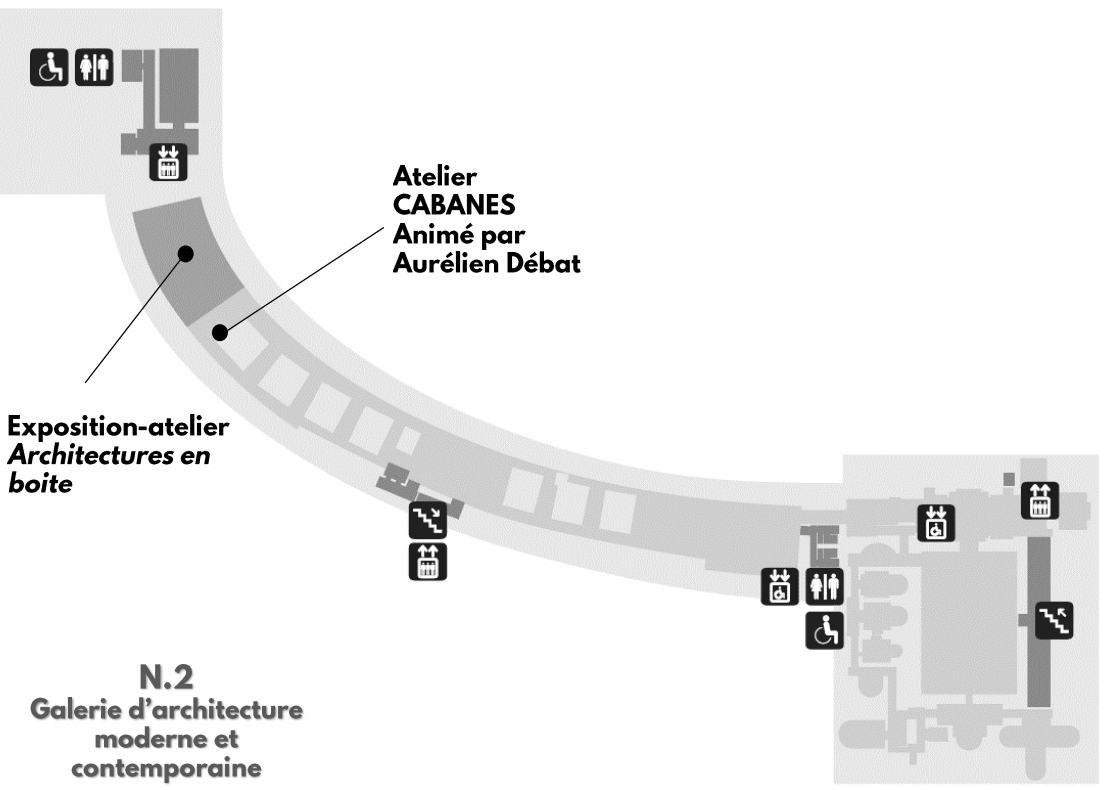 Atelier
CABANES
Animé par
Aurélien Débat
Exposition-atelier
Architectures en
boite
N.2
Galerie d'architecture
moderne et
contemporaine